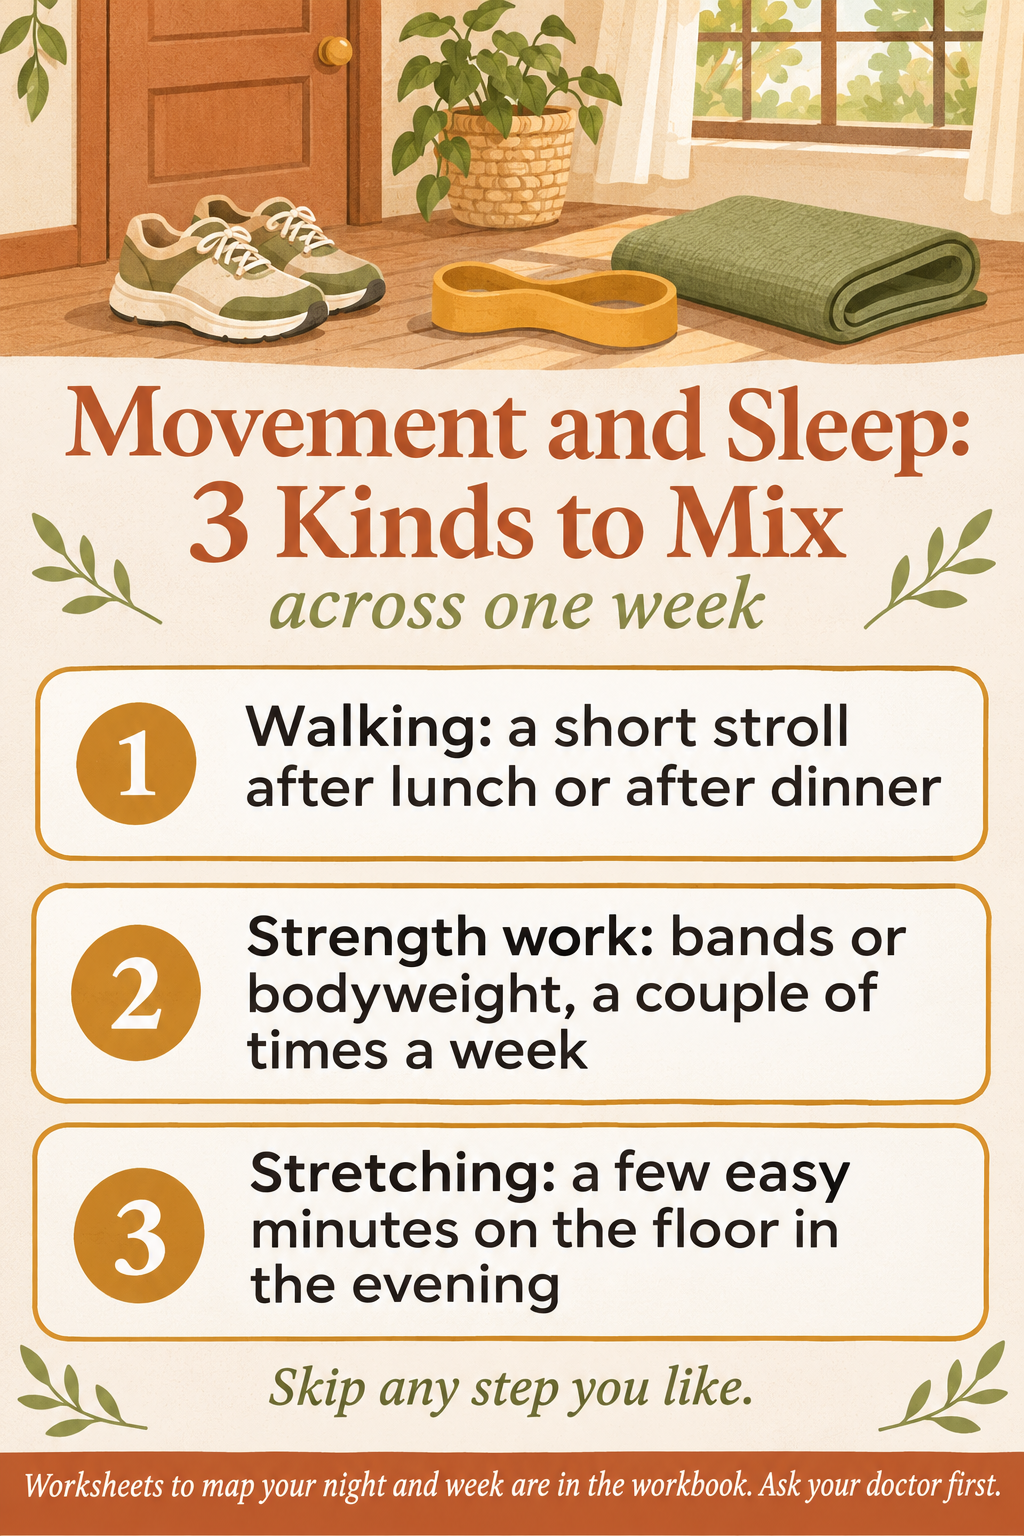 Movement and Sleep:
3 Kinds to Mix
across one week
1
Walking: a short stroll
after lunch or after dinner
2
Strength work: bands or
bodyweight, a couple of
times a week
3
Stretching: a few easy
minutes on the floor in
the evening
Skip any step you like.
Worksheets to map your night and week are in the workbook. Ask your doctor first.